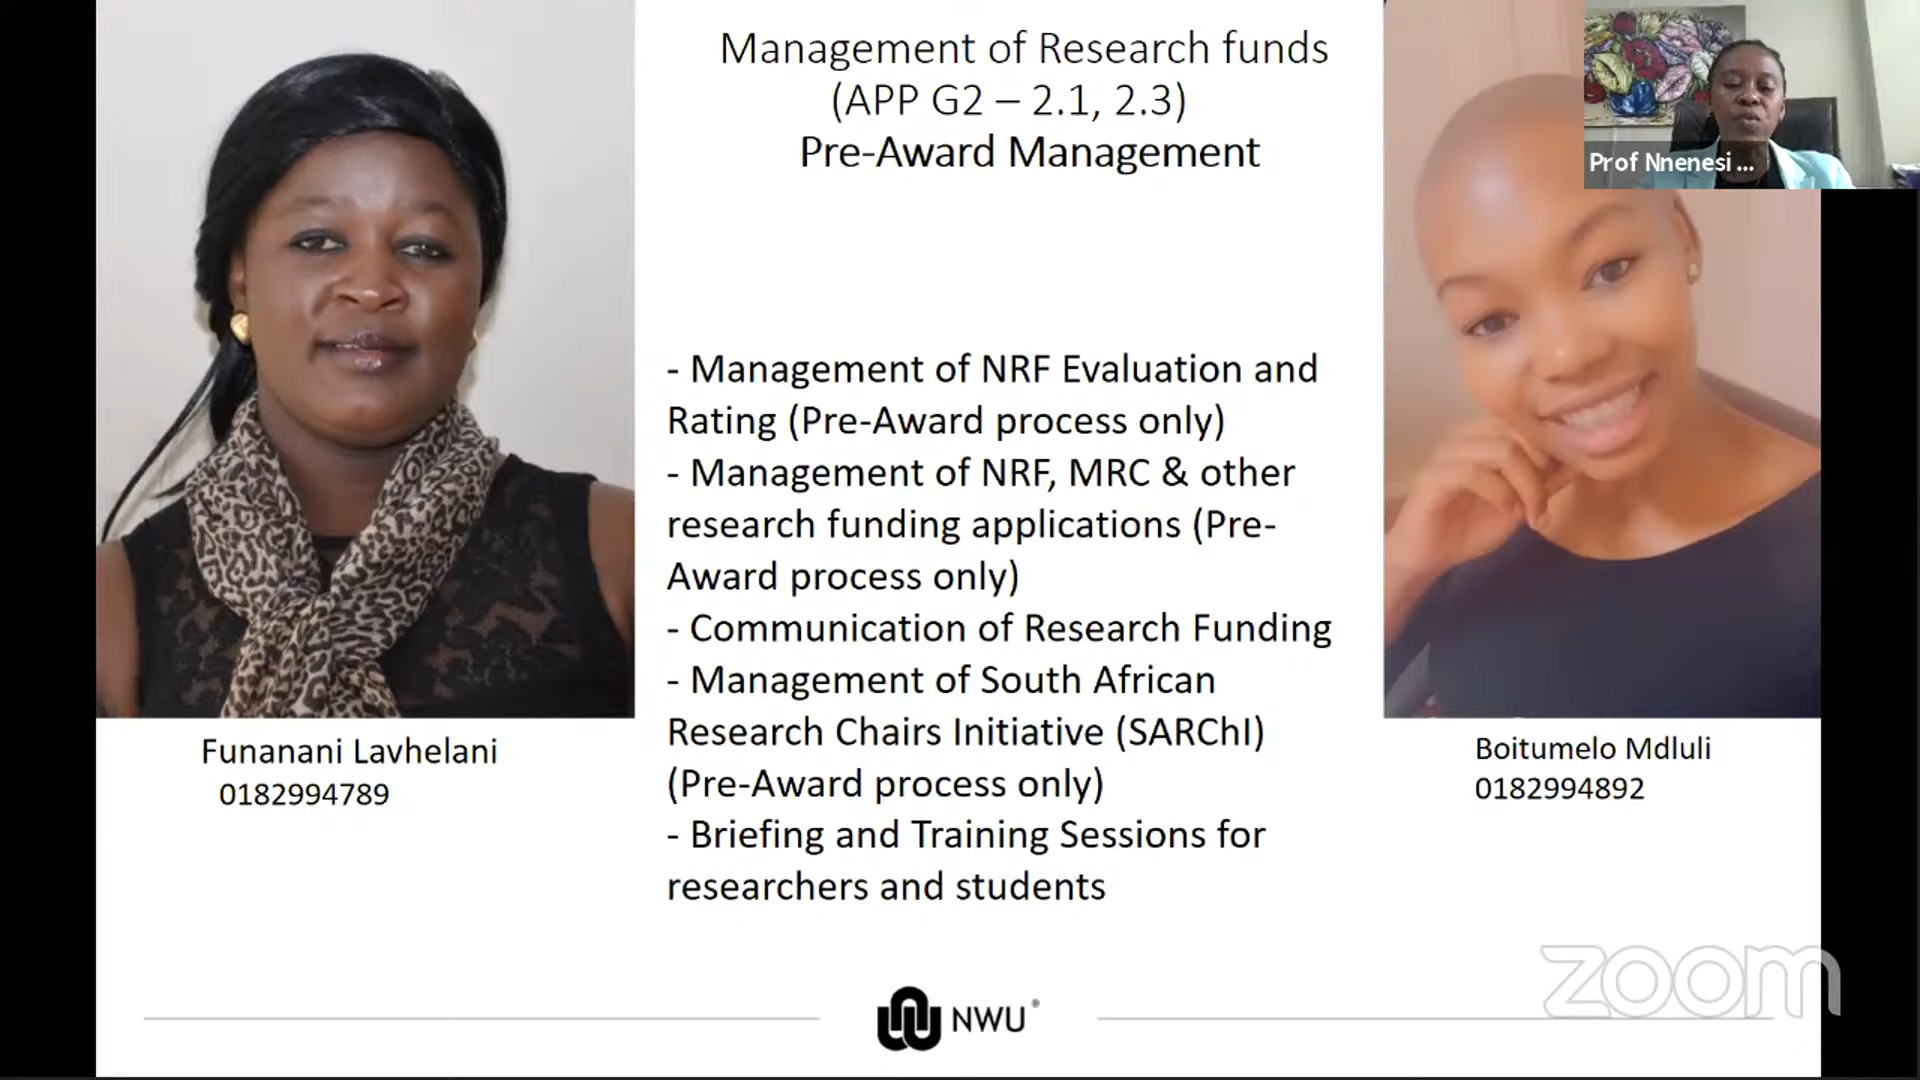 Management of Research funds
(APP G2 – 2.1, 2.3)
Pre-Award Management
Prof Nnenesi ...
- Management of NRF Evaluation and
Rating (Pre-Award process only)
- Management of NRF, MRC & other
research funding applications (Pre-
Award process only)
- Communication of Research Funding
- Management of South African
Research Chairs Initiative (SARChI)
(Pre-Award process only)
- Briefing and Training Sessions for
researchers and students
Funanani Lavhelani
0182994789
Boitumelo Mdluli
0182994892
NWU®
zoom